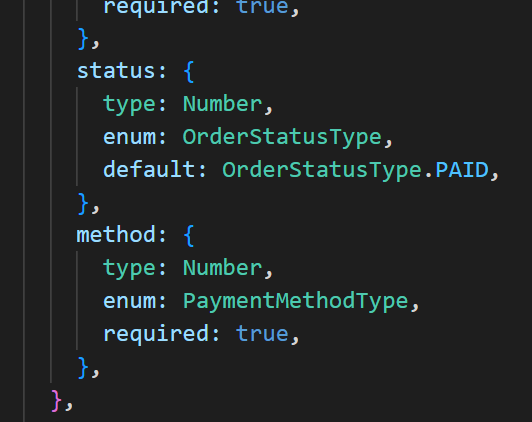 required: true,
},
status: {
type: Number,
enum: OrderStatusType,
default: OrderStatusType.PAID,
},
method: {
type: Number,
enum: PaymentMethodType,
required: true,
},
},